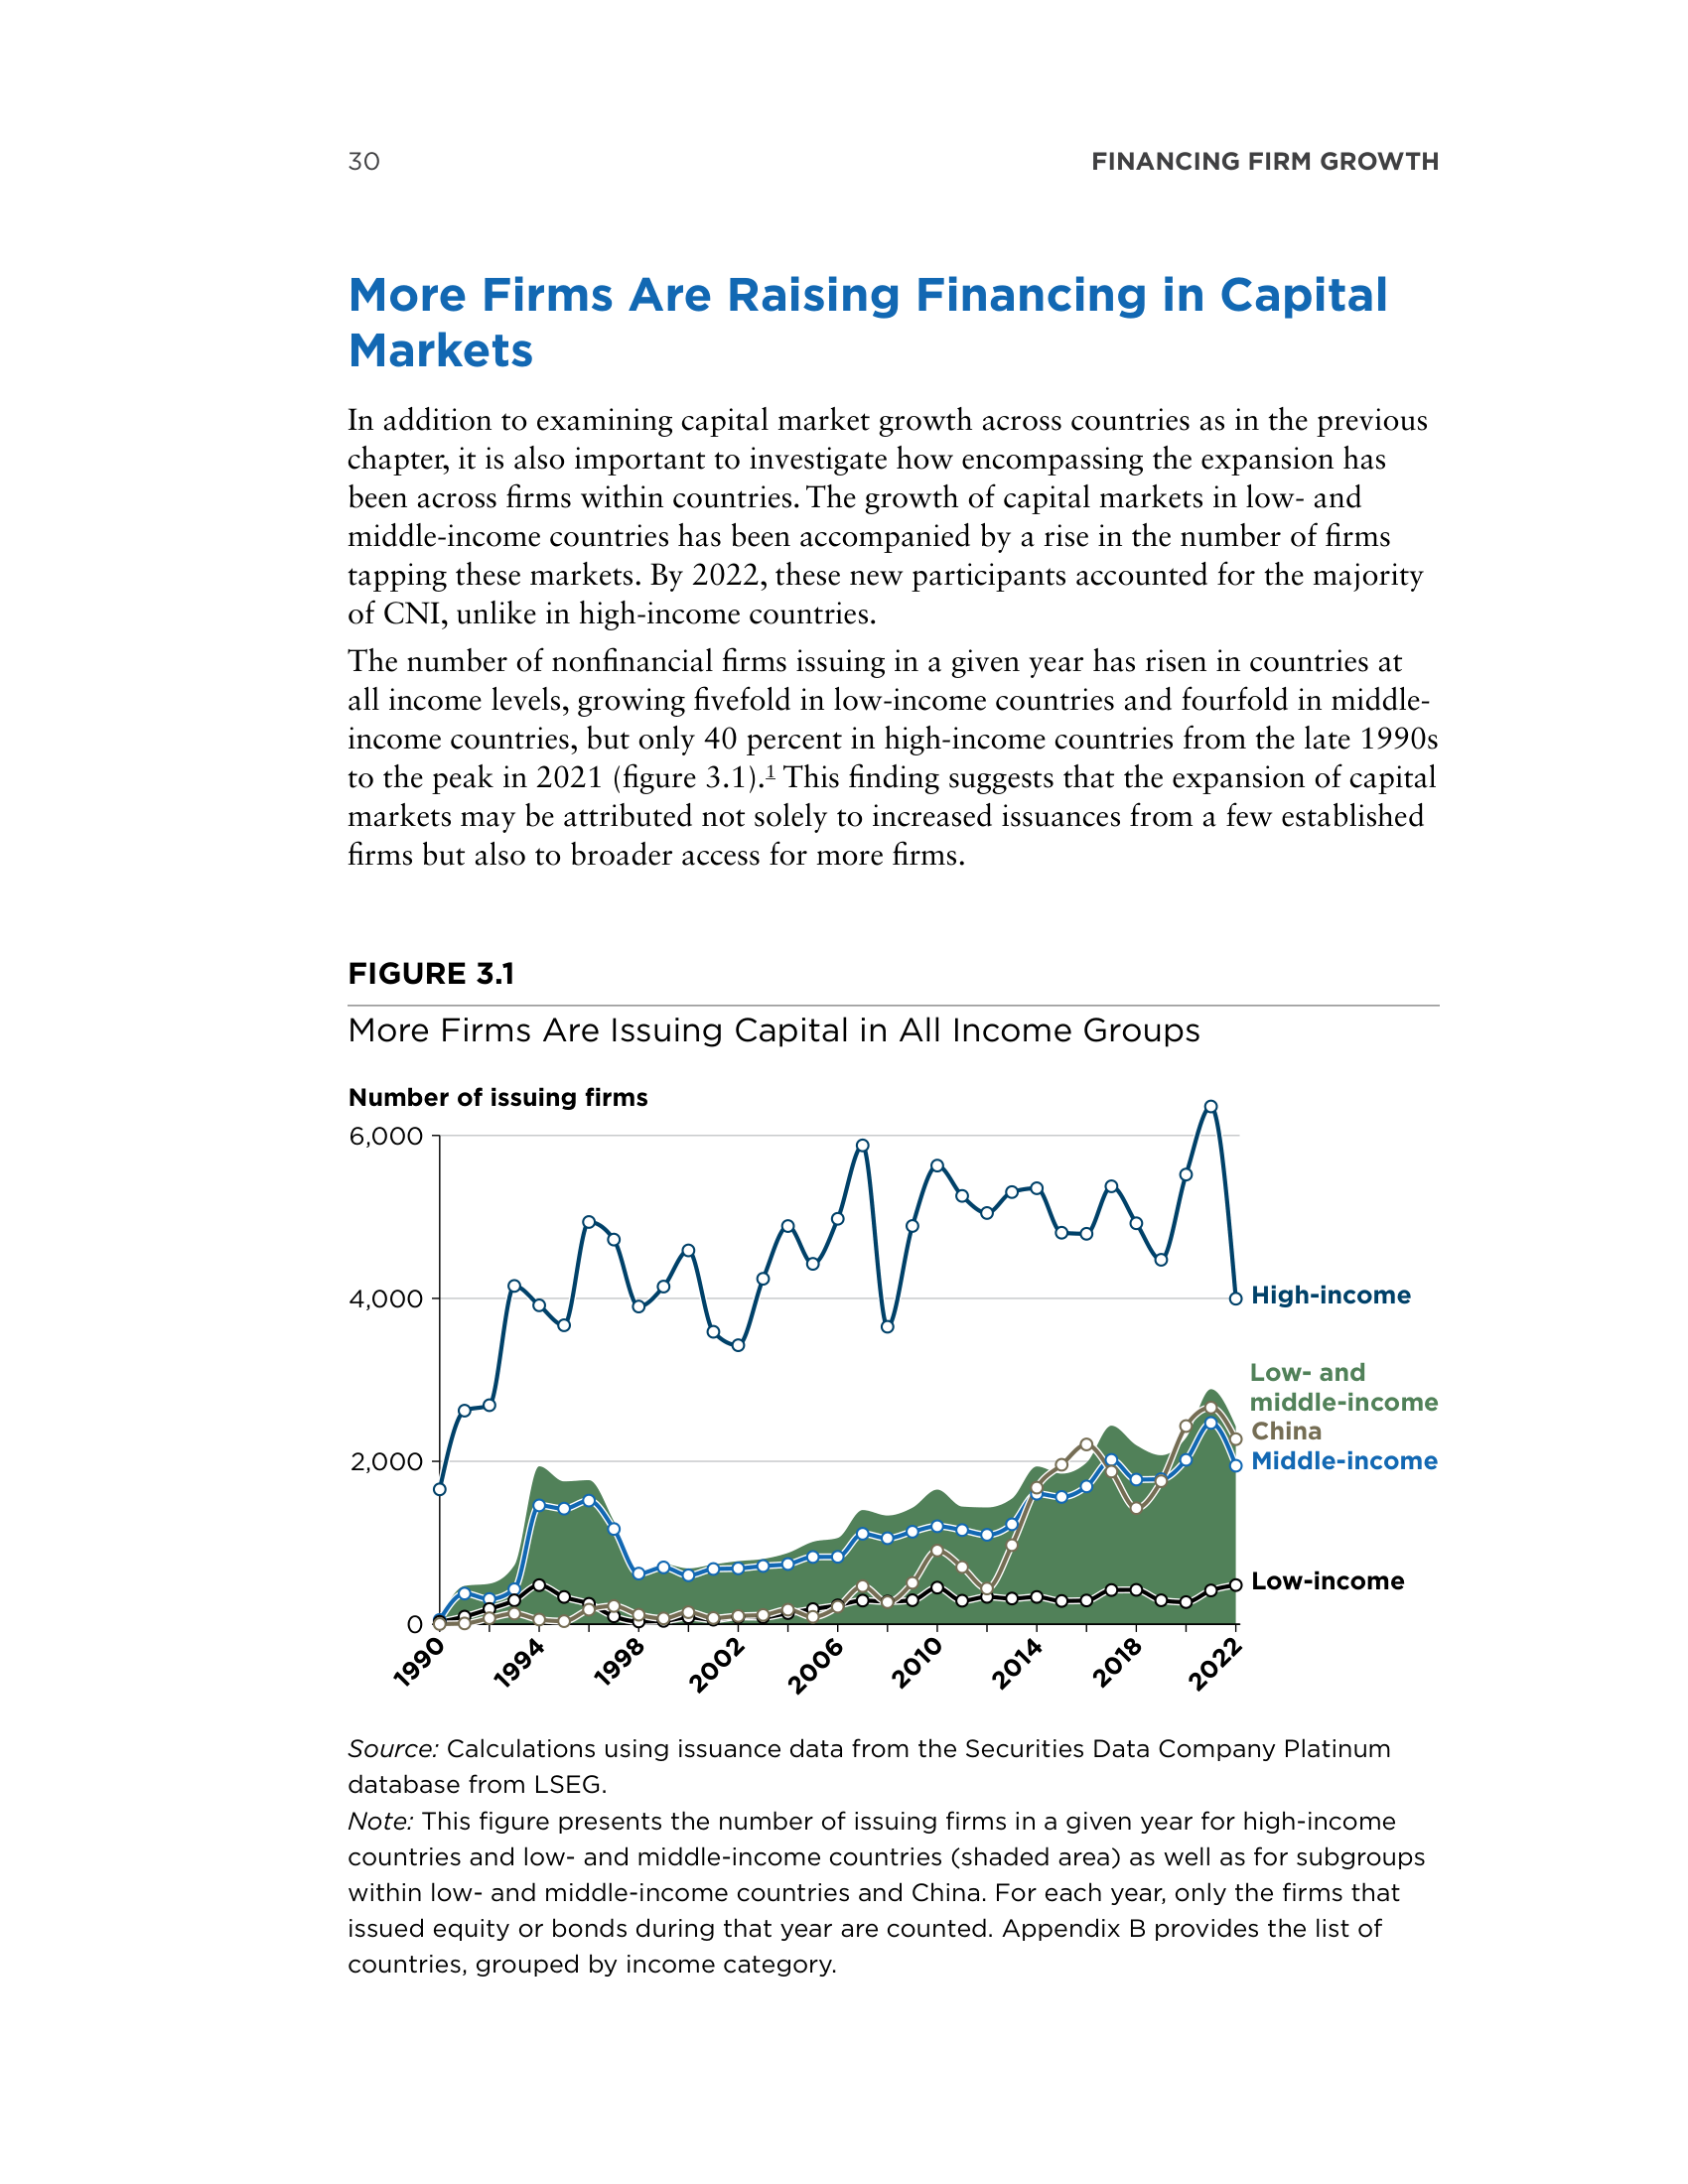 30
FINANCING FIRM GROWTH
More Firms Are Raising Financing in Capital
Markets
In addition to examining capital market growth across countries as in the previous
chapter, it is also important to investigate how encompassing the expansion has
been across firms within countries. The growth of capital markets in low- and
middle-income countries has been accompanied by a rise in the number of firms
tapping these markets. By 2022, these new participants accounted for the majority
of CNI, unlike in high-income countries.
The number of nonfinancial firms issuing in a given year has risen in countries at
all income levels, growing fivefold in low-income countries and fourfold in middle-
income countries, but only 40 percent in high-income countries from the late 1990s
to the peak in 2021 (figure 3.1).1 This finding suggests that the expansion of capital
markets may be attributed not solely to increased issuances from a few established
firms but also to broader access for more firms.
FIGURE 3.1
More Firms Are Issuing Capital in All Income Groups
Number of issuing firms
6,000
4,000
2,000
0
High-income
Low- and
middle-income
China
Middle-income
Low-income
1990
1994
1998
2002
2006
2010
2014
2018
2022
Source: Calculations using issuance data from the Securities Data Company Platinum
database from LSEG.
Note: This figure presents the number of issuing firms in a given year for high-income
countries and low- and middle-income countries (shaded area) as well as for subgroups
within low- and middle-income countries and China. For each year, only the firms that
issued equity or bonds during that year are counted. Appendix B provides the list of
countries, grouped by income category.